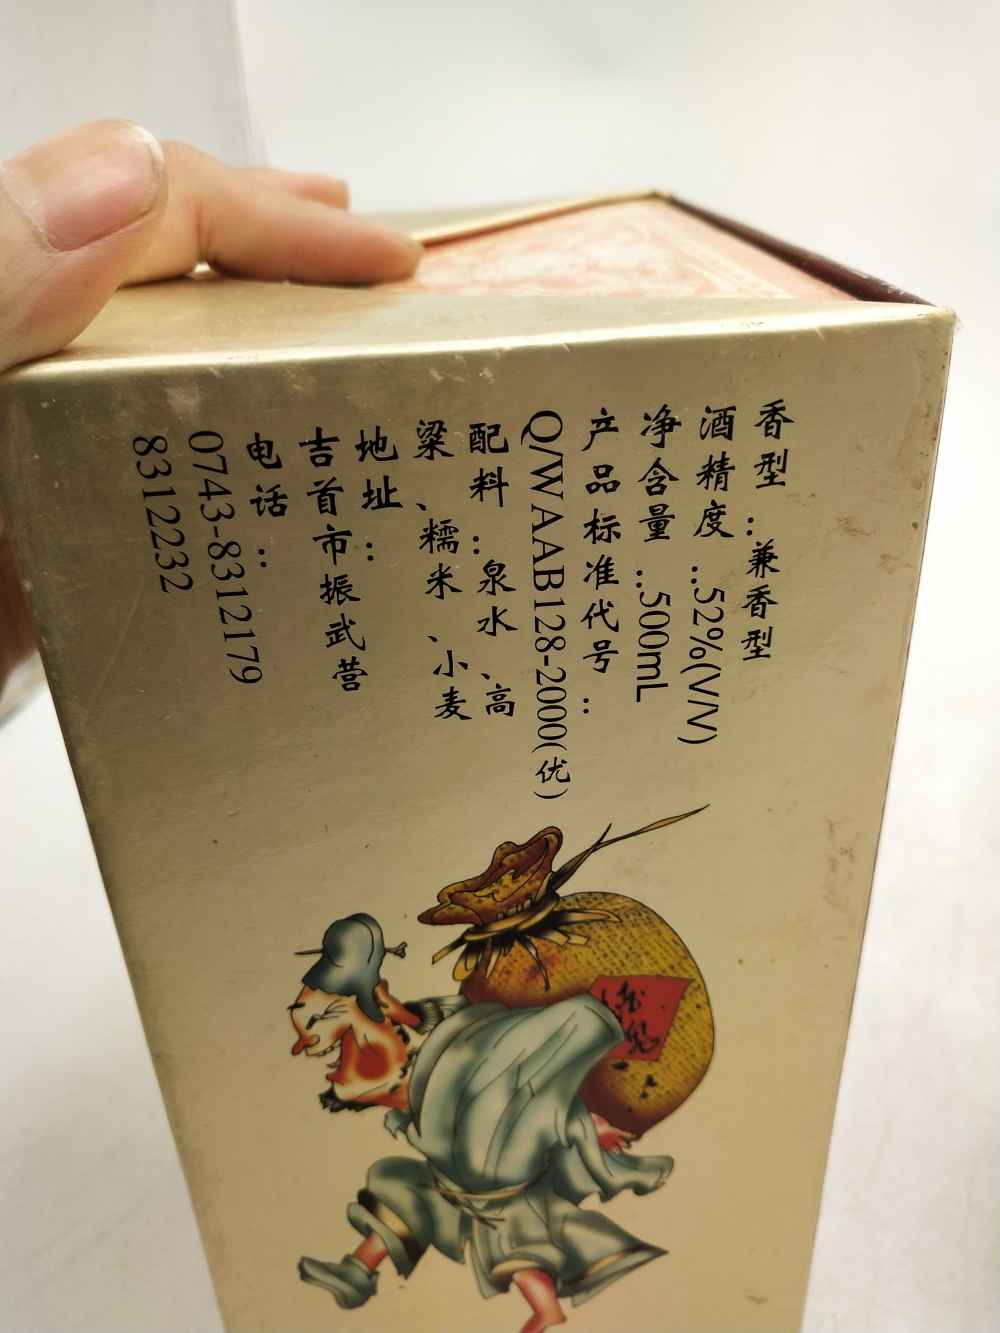 香型：兼香型
酒精度：52%(V/V)
净含量：500mL
产品标准代号：
Q/WAAB128-2000(优)
配料：泉水、高
粱、糯米、小麦
地址：
吉首市振武营
电话：
0743-8312179
8312232
酒鬼